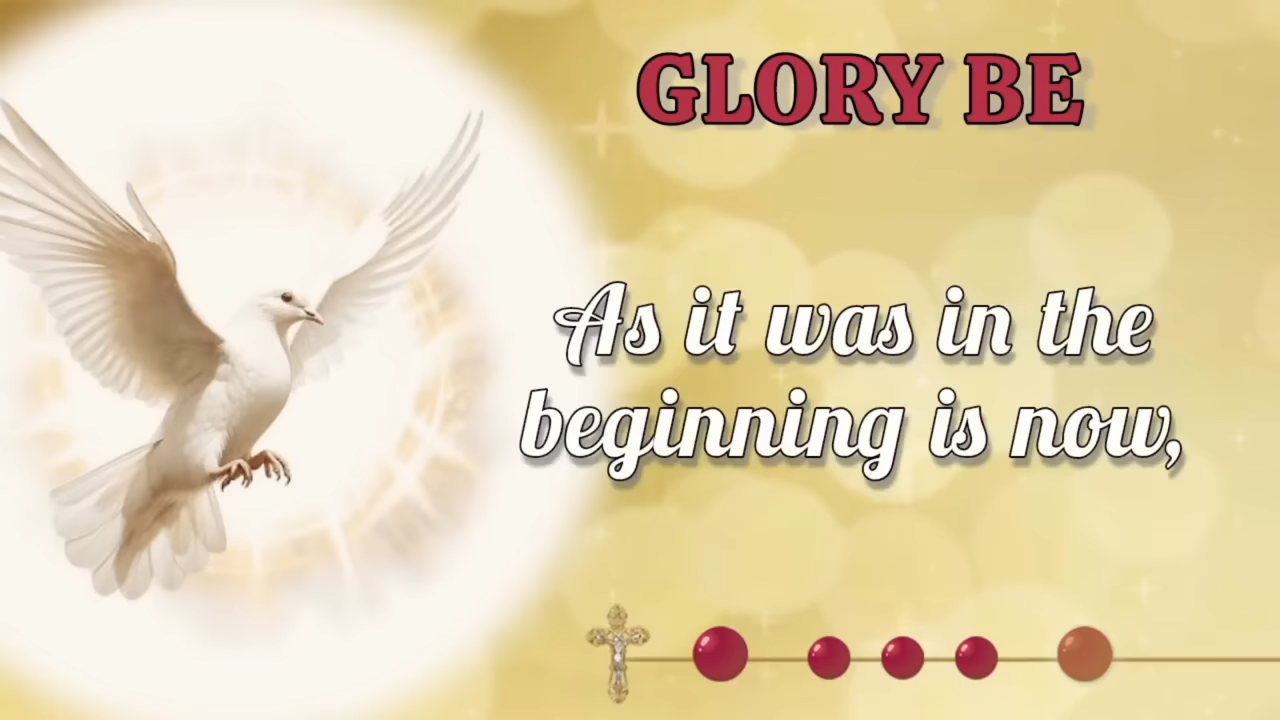 GLORY BE
As it was in the
beginning is now,